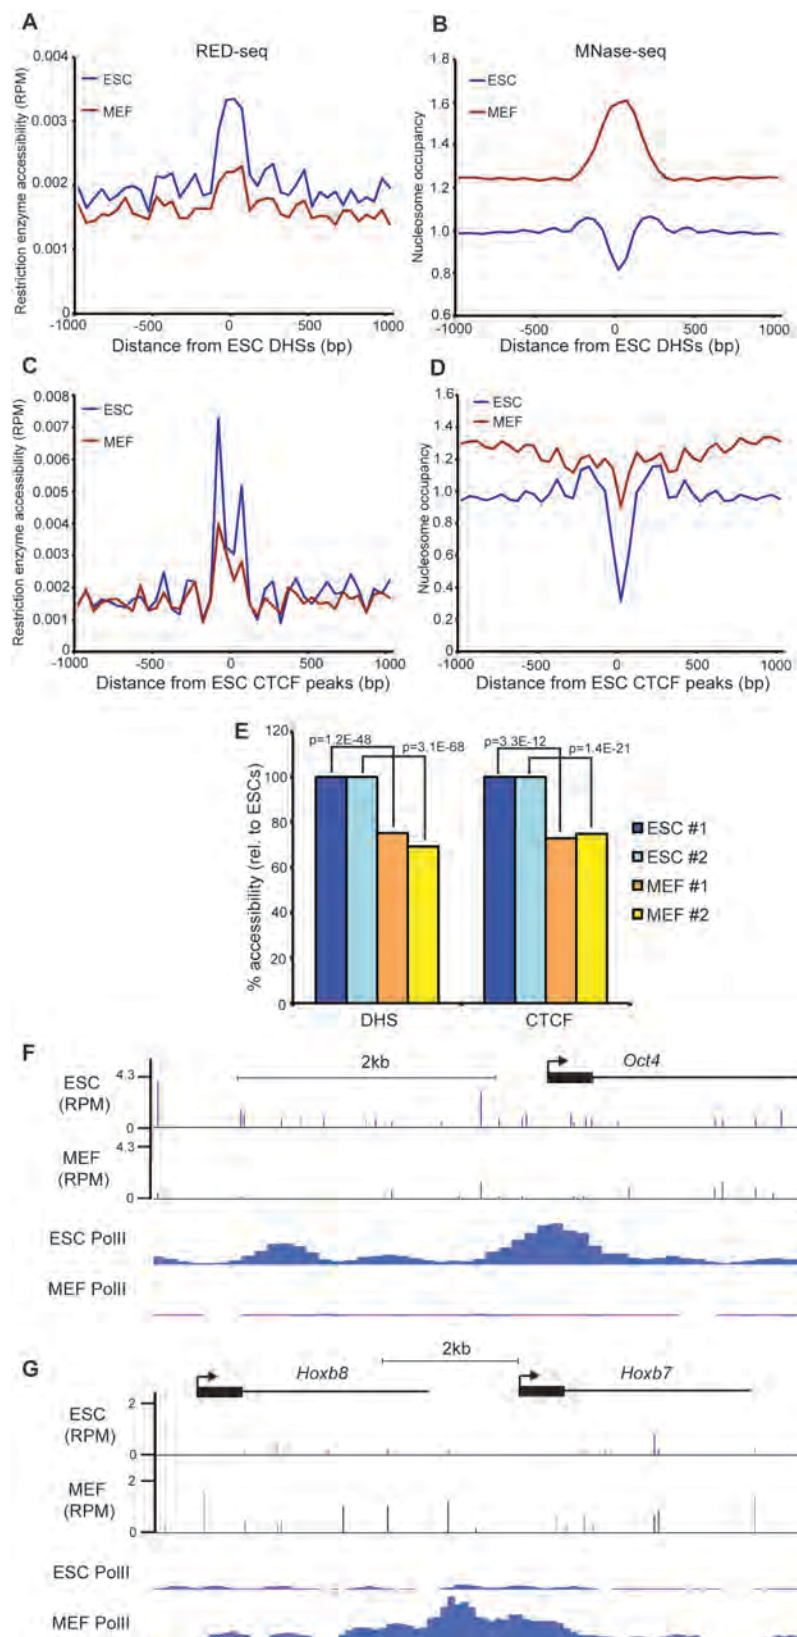 A
RED-seq
0.004
0.003
0.002
0.001
0
Restriction enzyme accessibility (RPM)
ESC
MEF
-1000
-500
0
500
1000
Distance from ESC DHSs (bp)
B
MNase-seq
1.8
1.6
1.4
1.2
1.0
0.8
0.6
Nucleosome occupancy
ESC
MEF
-1000
-500
0
500
1000
Distance from ESC DHSs (bp)
C
0.008
0.007
0.006
0.005
0.004
0.003
0.002
0.001
0
Restriction enzyme accessibility (RPM)
ESC
MEF
-1000
-500
0
500
1000
Distance from ESC CTCF peaks (bp)
D
1.6
1.4
1.2
1.0
0.8
0.6
0.4
0.2
0
Nucleosome occupancy
ESC
MEF
-1000
-500
0
500
1000
Distance from ESC CTCF peaks (bp)
E
120
100
80
60
40
20
0
% accessibility (rel. to ESCs)
p=1.2E-48
p=3.1E-68
p=3.3E-12
p=1.4E-21
DHS
CTCF
ESC #1
ESC #2
MEF #1
MEF #2
F
2kb
Oct4
ESC
(RPM)
4.3
0
MEF
(RPM)
4.3
0
ESC PolII
MEF PolII
G
2kb
Hoxb8
Hoxb7
ESC
(RPM)
2
0
MEF
(RPM)
2
0
ESC PolII
MEF PolII